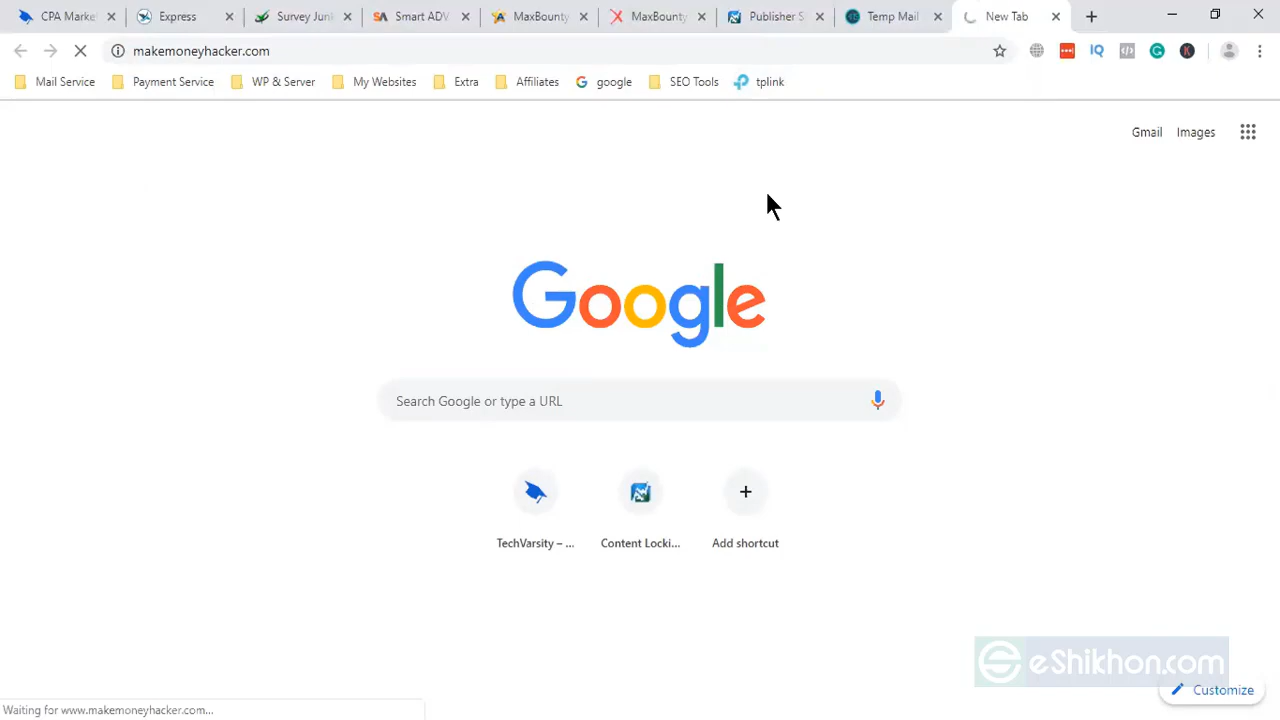 CPA Marke Express Survey Jun Smart ADV MaxBounty MaxBounty Publisher S Temp Mail New Tab
makemoneyhacker.com IQ
Mail Service Payment Service WP & Server My Websites Extra Affiliates google SEO Tools tplink
Gmail Images
Google
Search Google or type a URL
TechVarsity – ... Content Locki... Add shortcut
eShikhon.com
Customize
Waiting for www.makemoneyhacker.com...